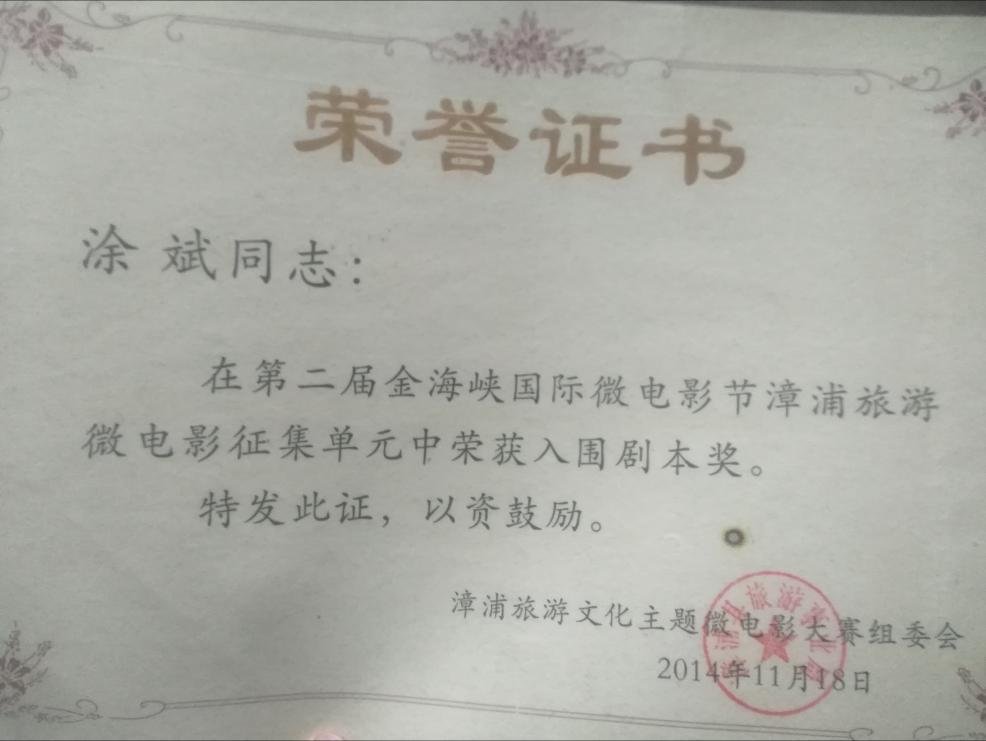 荣誉证书
涂斌同志：
在第二届金海峡国际微电影节漳浦旅游
微电影征集单元中荣获入围剧本奖。
特发此证，以资鼓励。
漳浦旅游文化主题微电影大赛组委会
2014年11月18日